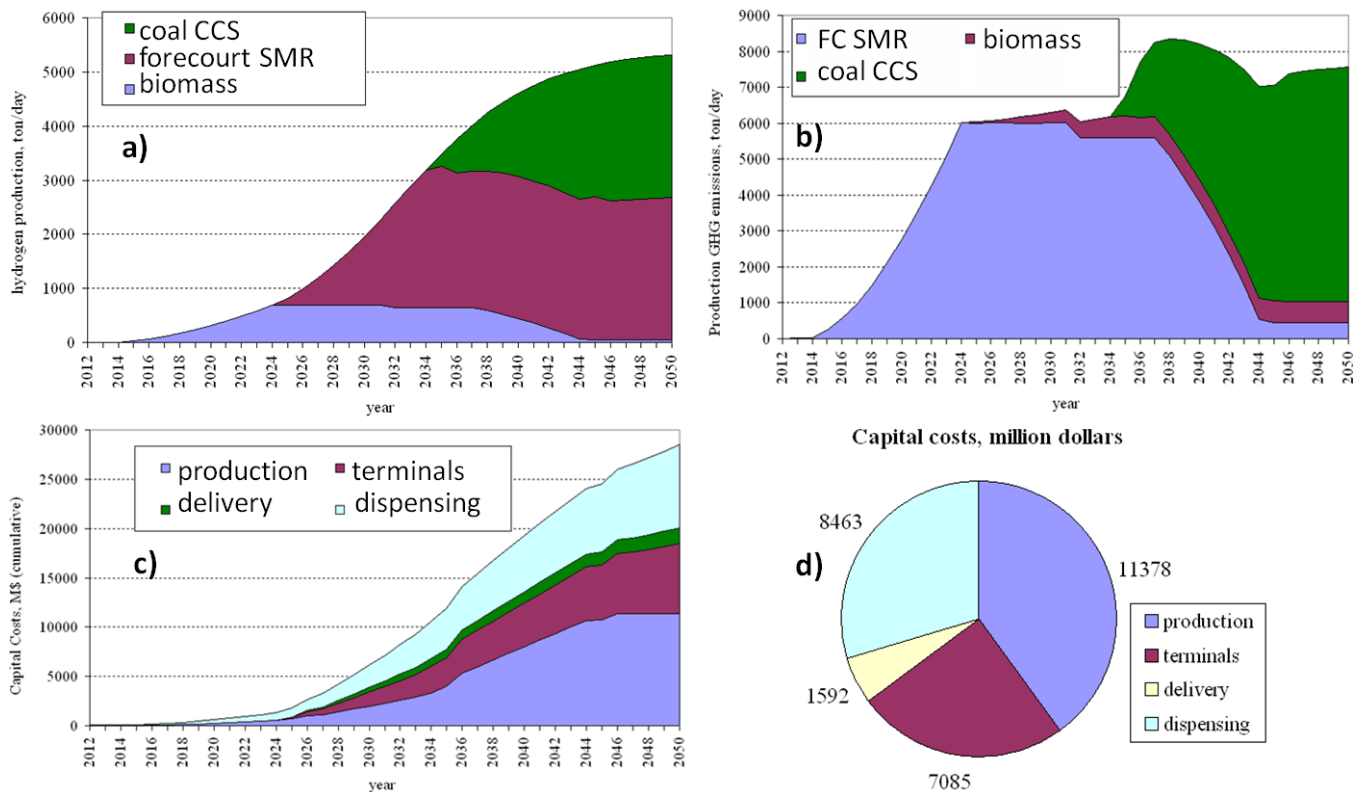 a)
6000
5000
4000
3000
2000
1000
0
hydrogen production, ton/day
coal CCS
forecourt SMR
biomass
2012 2014 2016 2018 2020 2022 2024 2026 2028 2030 2032 2034 2036 2038 2040 2042 2044 2046 2048 2050
year
b)
9000
8000
7000
6000
5000
4000
3000
2000
1000
0
Production GHG emissions, ton/day
FC SMR biomass
coal CCS
2012 2014 2016 2018 2020 2022 2024 2026 2028 2030 2032 2034 2036 2038 2040 2042 2044 2046 2048 2050
year
c)
30000
25000
20000
15000
10000
5000
0
Capital Costs, M$ (cumulative)
production terminals
delivery dispensing
2012 2014 2016 2018 2020 2022 2024 2026 2028 2030 2032 2034 2036 2038 2040 2042 2044 2046 2048 2050
year
Capital costs, million dollars
d)
8463
11378
1592
7085
production
terminals
delivery
dispensing